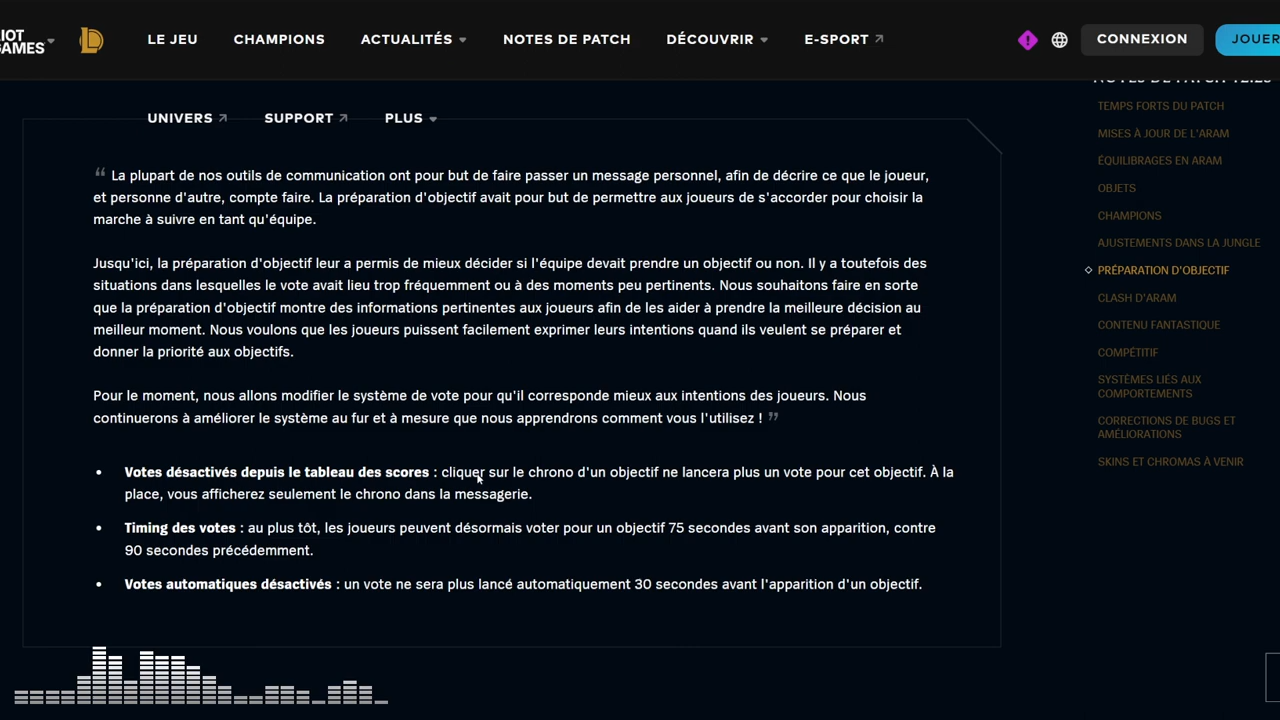 IOT
GAMES
LE JEU
CHAMPIONS
ACTUALITÉS
NOTES DE PATCH
DÉCOUVRIR
E-SPORT
CONNEXION
JOUER
UNIVERS
SUPPORT
PLUS
“ La plupart de nos outils de communication ont pour but de faire passer un message personnel, afin de décrire ce que le joueur,
et personne d'autre, compte faire. La préparation d'objectif avait pour but de permettre aux joueurs de s'accorder pour choisir la
marche à suivre en tant qu'équipe.
Jusqu'ici, la préparation d'objectif leur a permis de mieux décider si l'équipe devait prendre un objectif ou non. Il y a toutefois des
situations dans lesquelles le vote avait lieu trop fréquemment ou à des moments peu pertinents. Nous souhaitons faire en sorte
que la préparation d'objectif montre des informations pertinentes aux joueurs afin de les aider à prendre la meilleure décision au
meilleur moment. Nous voulons que les joueurs puissent facilement exprimer leurs intentions quand ils veulent se préparer et
donner la priorité aux objectifs.
Pour le moment, nous allons modifier le système de vote pour qu'il corresponde mieux aux intentions des joueurs. Nous
continuerons à améliorer le système au fur et à mesure que nous apprendrons comment vous l'utilisez ! ”
• Votes désactivés depuis le tableau des scores : cliquer sur le chrono d'un objectif ne lancera plus un vote pour cet objectif. À la
place, vous afficherez seulement le chrono dans la messagerie.
• Timing des votes : au plus tôt, les joueurs peuvent désormais voter pour un objectif 75 secondes avant son apparition, contre
90 secondes précédemment.
• Votes automatiques désactivés : un vote ne sera plus lancé automatiquement 30 secondes avant l'apparition d'un objectif.
NOTES DE PATCH 12.23
TEMPS FORTS DU PATCH
MISES À JOUR DE L'ARAM
ÉQUILIBRAGES EN ARAM
OBJETS
CHAMPIONS
AJUSTEMENTS DANS LA JUNGLE
PRÉPARATION D'OBJECTIF
CLASH D'ARAM
CONTENU FANTASTIQUE
COMPÉTITIF
SYSTÈMES LIÉS AUX
COMPORTEMENTS
CORRECTIONS DE BUGS ET
AMÉLIORATIONS
SKINS ET CHROMAS À VENIR